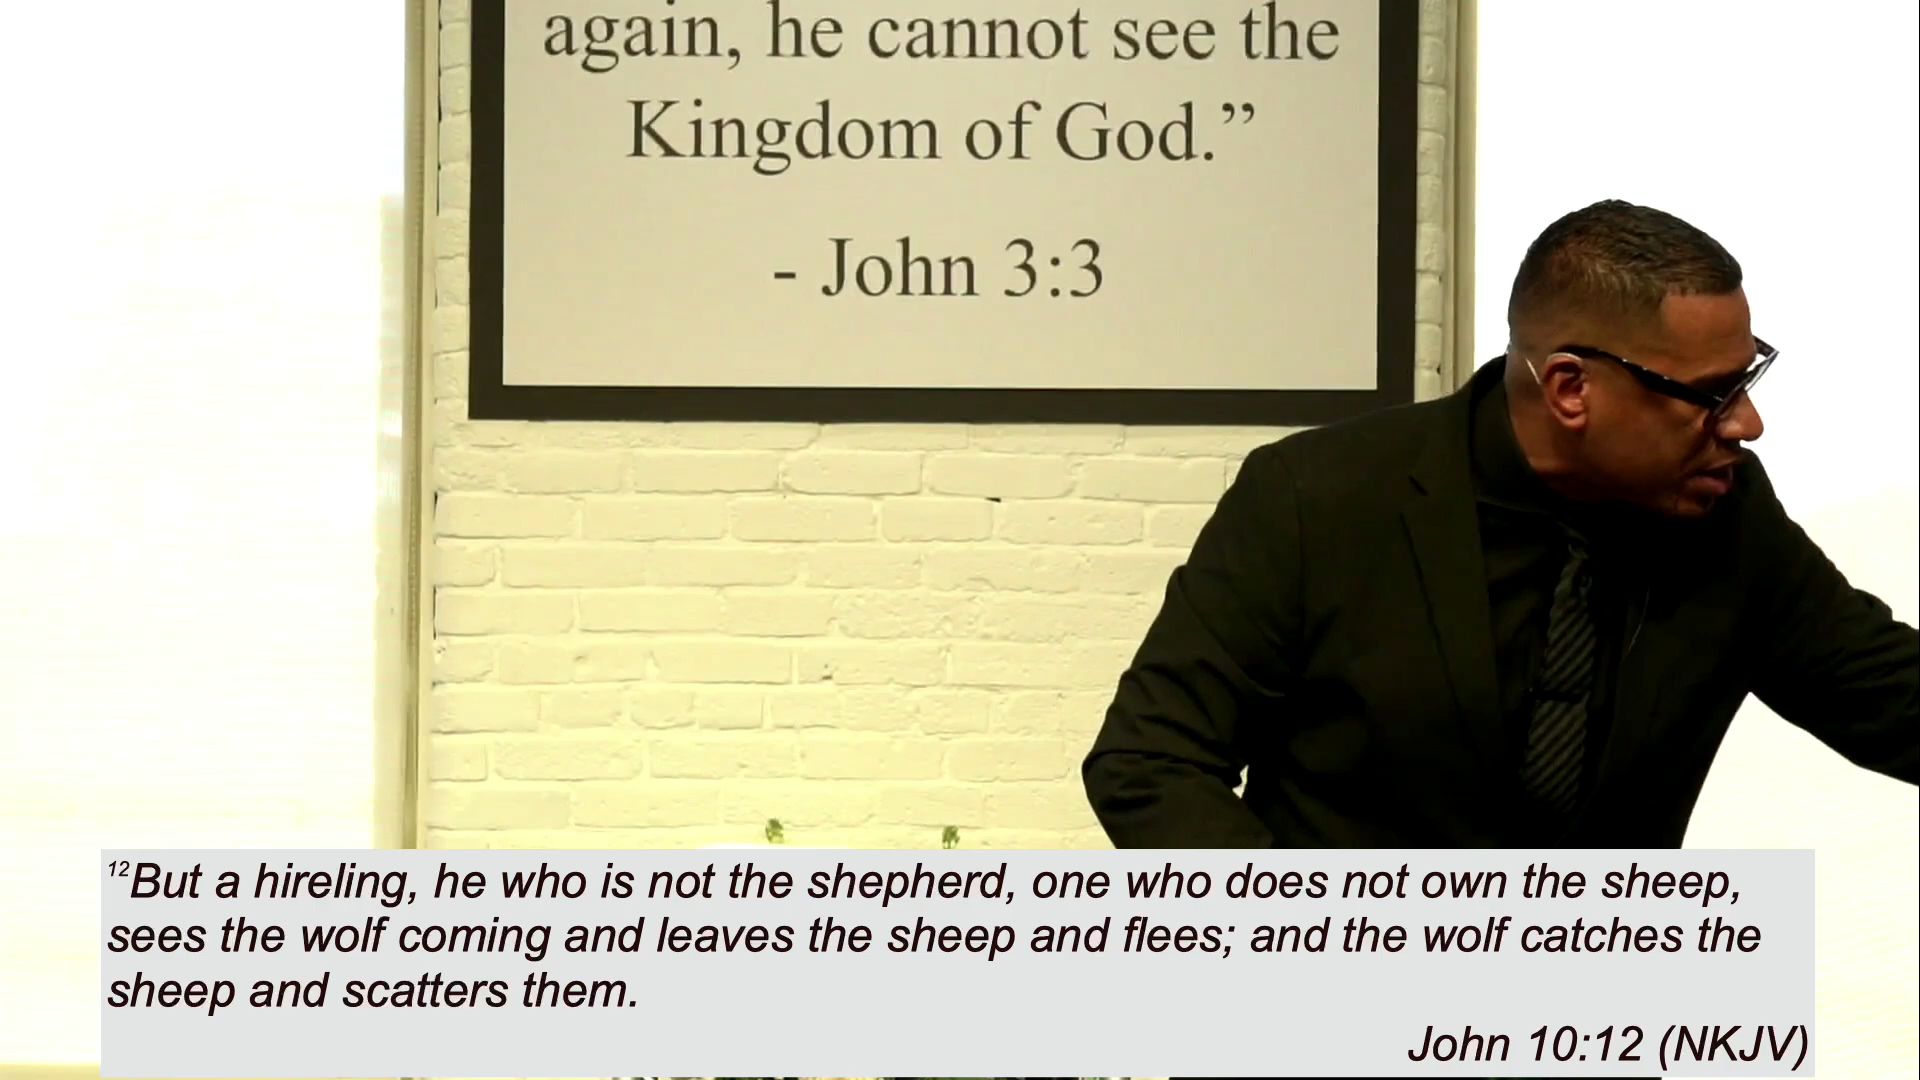 again, he cannot see the
Kingdom of God.”
- John 3:3
12But a hireling, he who is not the shepherd, one who does not own the sheep,
sees the wolf coming and leaves the sheep and flees; and the wolf catches the
sheep and scatters them.
John 10:12 (NKJV)